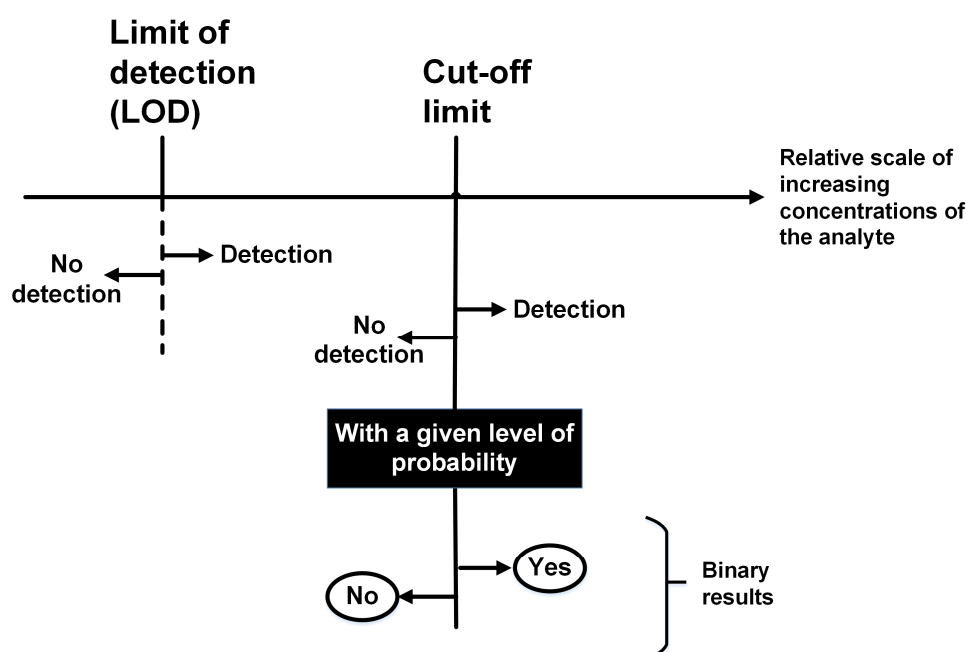 Limit of
detection
(LOD)
Cut-off
limit
Relative scale of
increasing
concentrations of
the analyte
No
detection
Detection
No
detection
Detection
With a given level of
probability
No
Yes
Binary
results